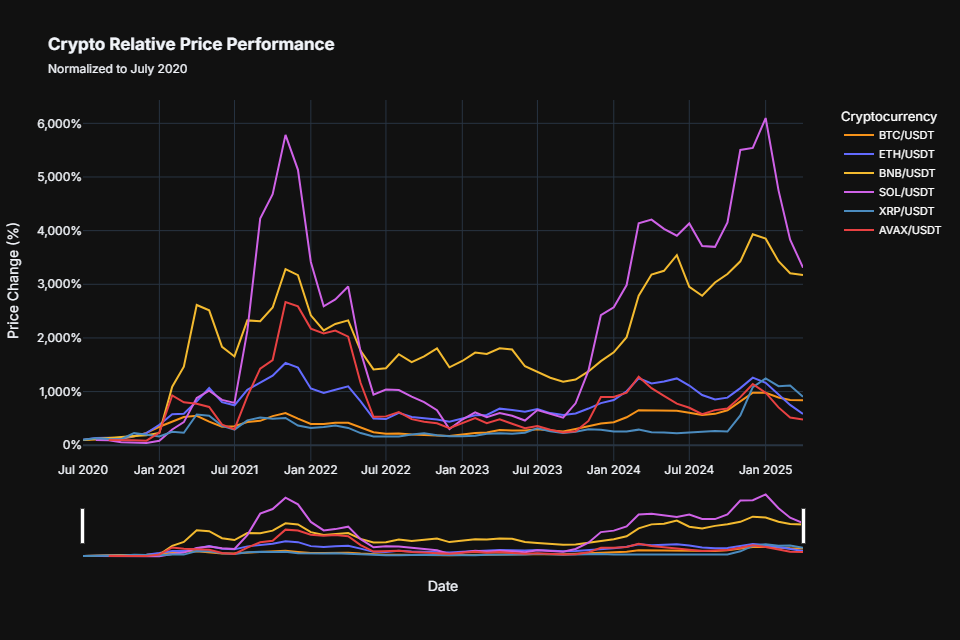 Crypto Relative Price Performance
Normalized to July 2020
Cryptocurrency
BTC/USDT
ETH/USDT
BNB/USDT
SOL/USDT
XRP/USDT
AVAX/USDT
Price Change (%)
6,000%
5,000%
4,000%
3,000%
2,000%
1,000%
0%
Jul 2020 Jan 2021 Jul 2021 Jan 2022 Jul 2022 Jan 2023 Jul 2023 Jan 2024 Jul 2024 Jan 2025
Date